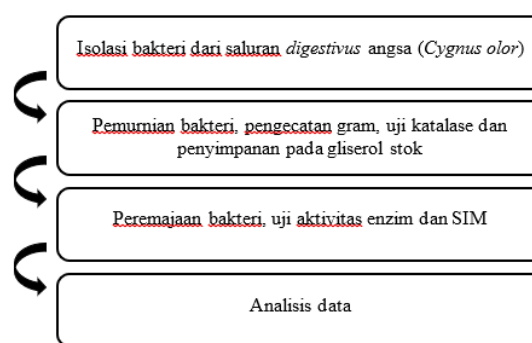 Isolasi bakteri dari saluran digestivus angsa (Cygnus olor)
Pemurnian bakteri, pengecatan gram, uji katalase dan
penyimpanan pada gliserol stok
Peremajaan bakteri, uji aktivitas enzim dan SIM
Analisis data